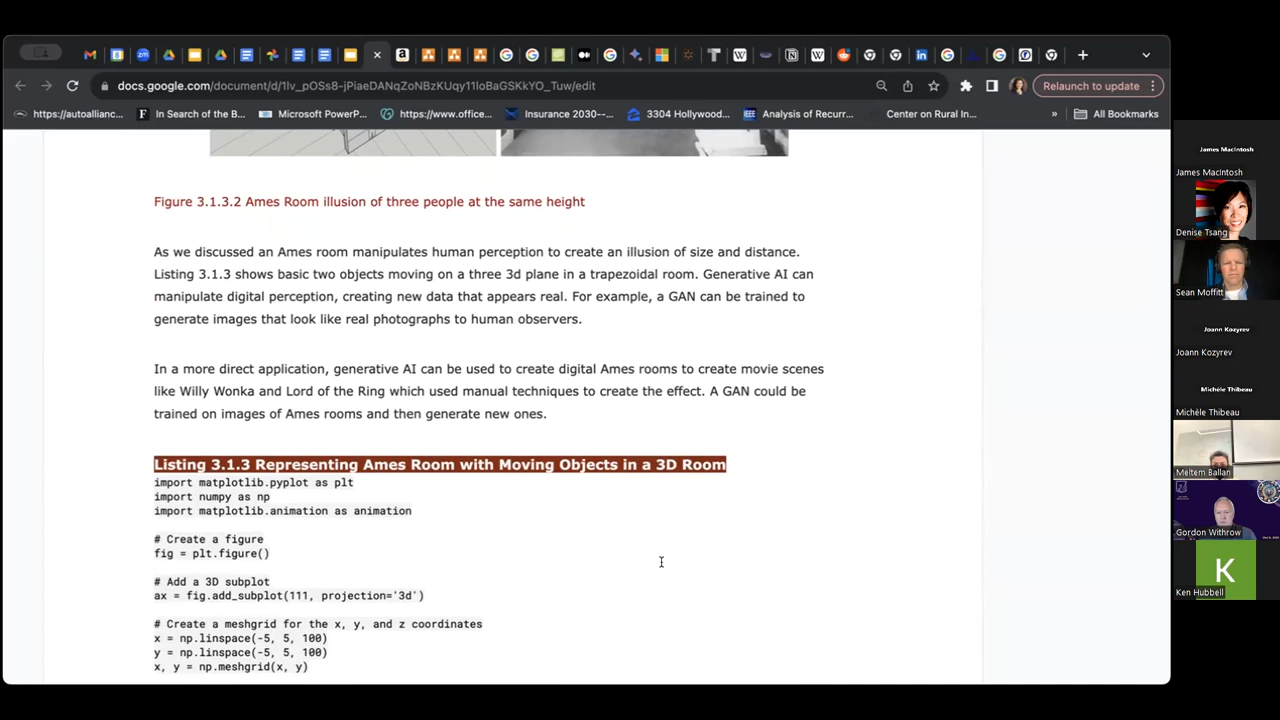 docs.google.com/document/d/1Iv_pOSs8-jPiaeDANqZoNBzKUqy11IoBaGSKkYO_Tuw/edit
Relaunch to update
https://autoallianc...
In Search of the B...
Microsoft PowerP...
https://www.office...
Insurance 2030--...
3304 Hollywood...
Analysis of Recurr...
Center on Rural In...
»
All Bookmarks
Figure 3.1.3.2 Ames Room illusion of three people at the same height
As we discussed an Ames room manipulates human perception to create an illusion of size and distance.
Listing 3.1.3 shows basic two objects moving on a three 3d plane in a trapezoidal room. Generative AI can
manipulate digital perception, creating new data that appears real. For example, a GAN can be trained to
generate images that look like real photographs to human observers.
In a more direct application, generative AI can be used to create digital Ames rooms to create movie scenes
like Willy Wonka and Lord of the Ring which used manual techniques to create the effect. A GAN could be
trained on images of Ames rooms and then generate new ones.
Listing 3.1.3 Representing Ames Room with Moving Objects in a 3D Room
import matplotlib.pyplot as plt
import numpy as np
import matplotlib.animation as animation
# Create a figure
fig = plt.figure()
# Add a 3D subplot
ax = fig.add_subplot(111, projection='3d')
# Create a meshgrid for the x, y, and z coordinates
x = np.linspace(-5, 5, 100)
y = np.linspace(-5, 5, 100)
x, y = np.meshgrid(x, y)
James MacIntosh
James MacIntosh
Denise Tsang
Sean Moffitt
Joann Kozyrev
Joann Kozyrev
Michèle Thibeau
Michèle Thibeau
Meltem Ballan
Gordon Withrow
K
Ken Hubbell